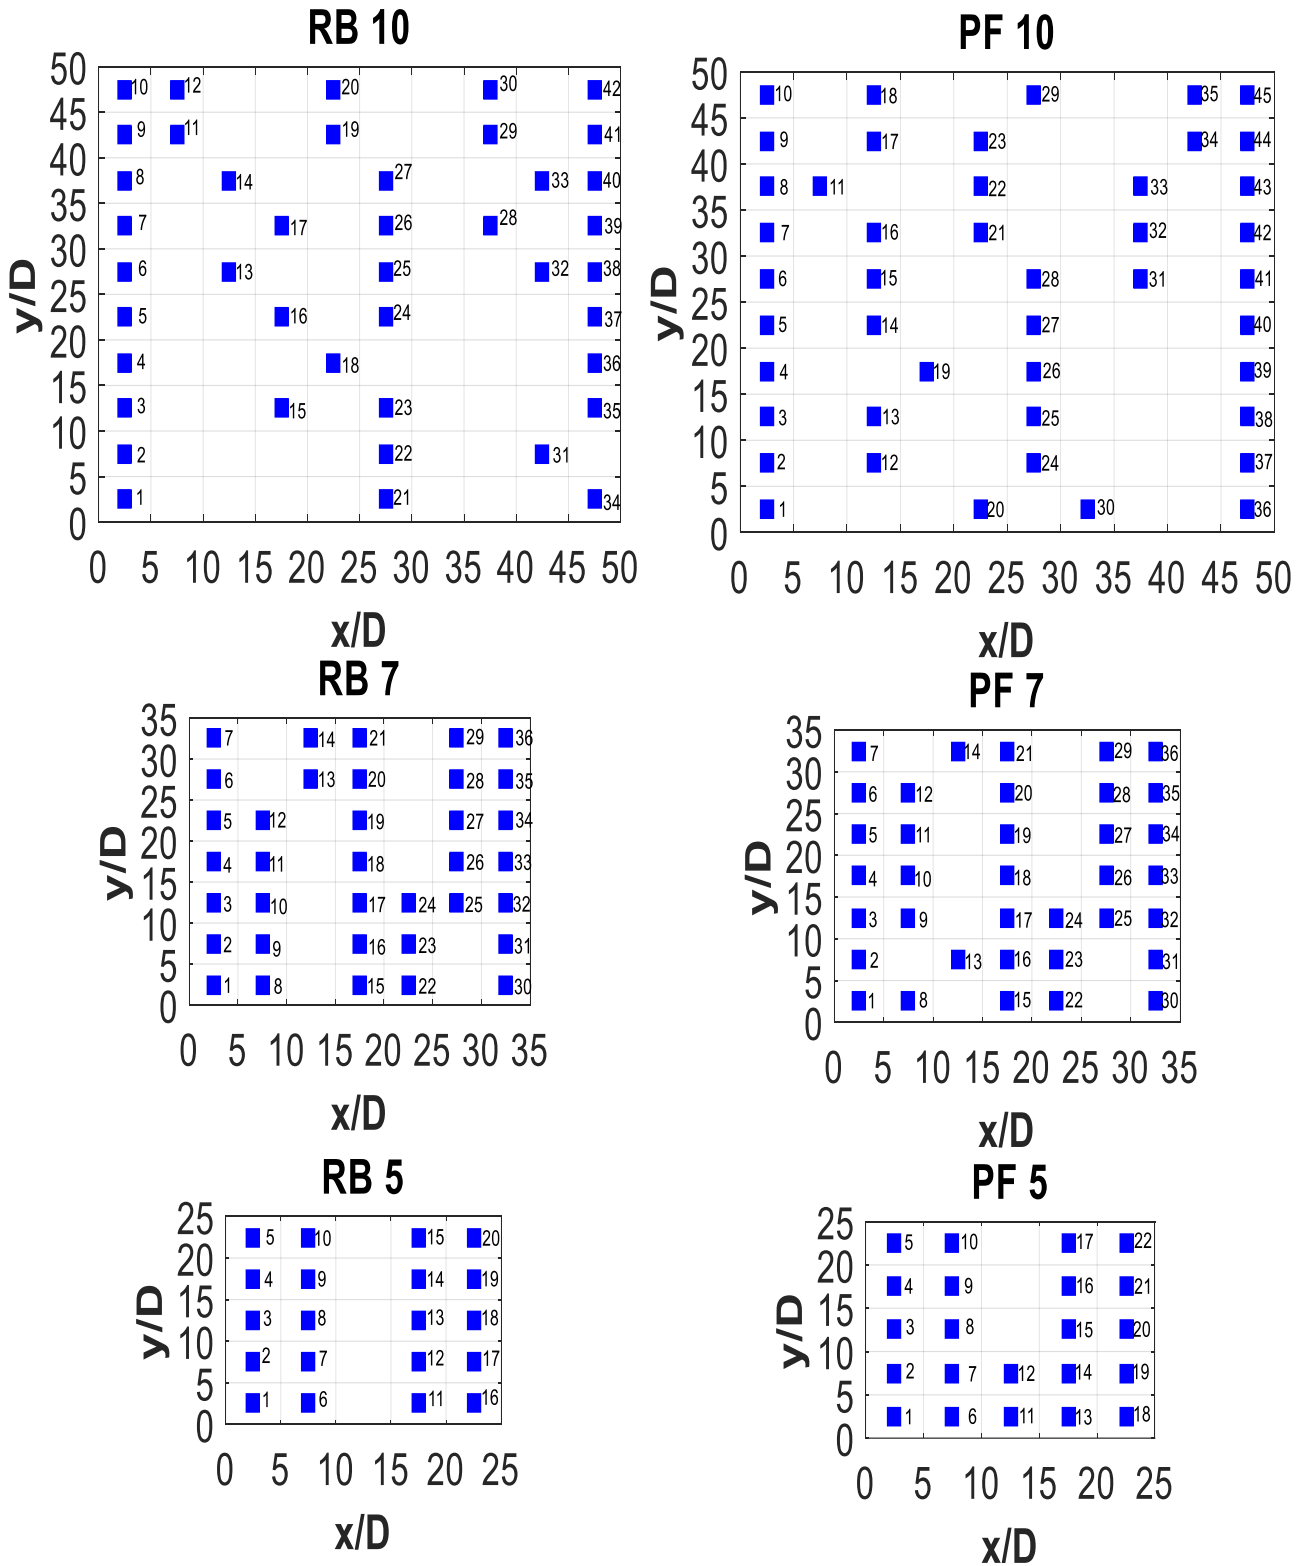 RB 10
PF 10
50 10 12 20 30 42
45 9 11 19 29 41
40 8 14 27 33 40
35 7 17 26 28 39
30 6 13 25 32 38
25 5 16 24 37
20 4 18 36
15 3 15 23 35
10 2 22 31
5 1 21 34
0
y/D
0 5 10 15 20 25 30 35 40 45 50
x/D
50 10 18 29 35 45
45 9 17 23 34 44
40 8 11 22 33 43
35 7 16 21 32 42
30 6 15 28 31 41
25 5 14 27 40
20 4 19 26 39
15 3 13 25 38
10 2 12 24 37
5 1 20 30 36
0
y/D
0 5 10 15 20 25 30 35 40 45 50
x/D
RB 7
PF 7
35 7 14 21 29 36
30 6 13 20 28 35
25 5 12 19 27 34
20 4 11 18 26 33
15 3 10 17 24 25 32
10 2 9 16 23 31
5 1 8 15 22 30
0
y/D
0 5 10 15 20 25 30 35
x/D
35 7 14 21 29 36
30 6 12 20 28 35
25 5 11 19 27 34
20 4 10 18 26 33
15 3 9 17 24 25 32
10 2 13 16 23 31
5 1 8 15 22 30
0
y/D
0 5 10 15 20 25 30 35
x/D
RB 5
PF 5
25 5 10 15 20
20 4 9 14 19
15 3 8 13 18
10 2 7 12 17
5 1 6 11 16
0
y/D
0 5 10 15 20 25
x/D
25 5 10 17 22
20 4 9 16 21
15 3 8 15 20
10 2 7 12 14 19
5 1 6 11 13 18
0
y/D
0 5 10 15 20 25
x/D